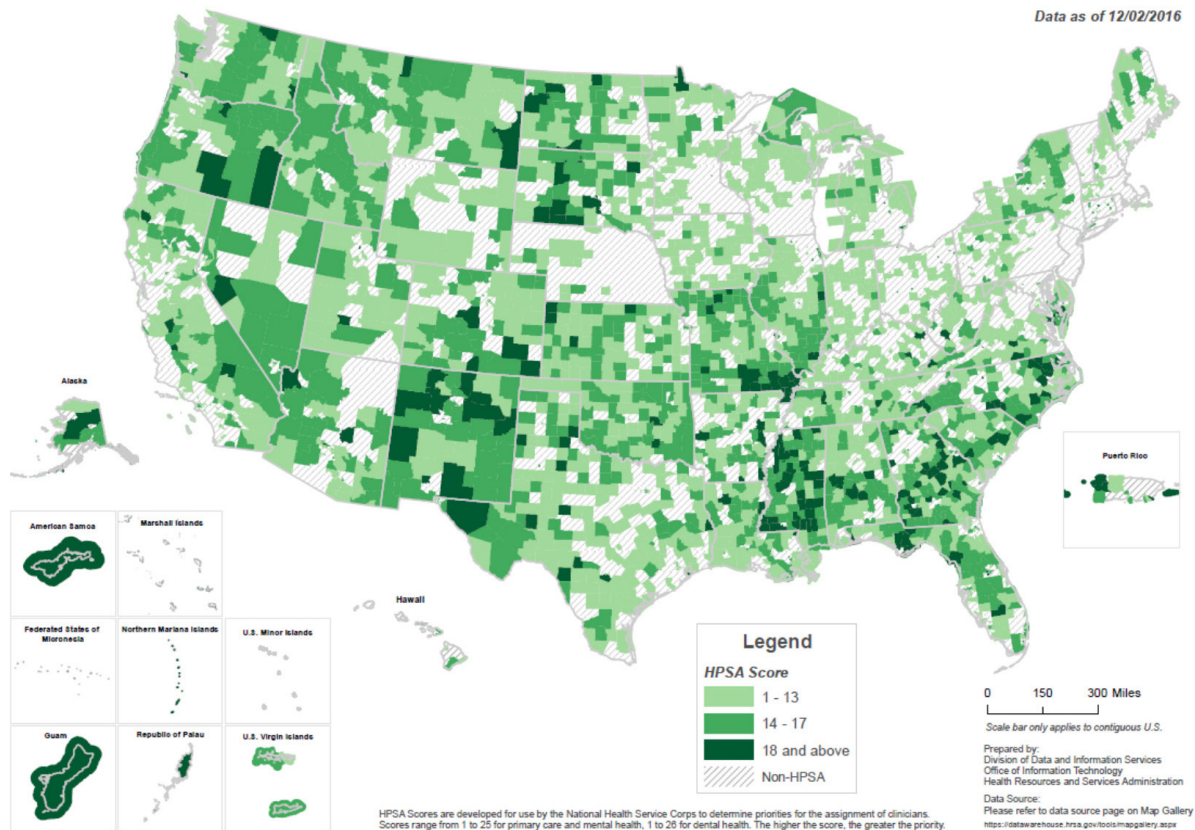 Data as of 12/02/2016
Alaska
Puerto Rico
American Samoa
Marshall Islands
Hawaii
Federated States of
Micronesia
Northern Mariana Islands
U.S. Minor Islands
Guam
Republic of Palau
U.S. Virgin Islands
Legend
HPSA Score
1 - 13
14 - 17
18 and above
Non-HPSA
0 150 300 Miles
Scale bar only applies to contiguous U.S.
Prepared by:
Division of Data and Information Services
Office of Information Technology
Health Resources and Services Administration
Data Source:
Please refer to data source page on Map Gallery
https://datawarehouse.hrsa.gov/tools/mapgallery.aspx
HPSA Scores are developed for use by the National Health Service Corps to determine priorities for the assignment of clinicians.
Scores range from 1 to 25 for primary care and mental health, 1 to 26 for dental health. The higher the score, the greater the priority.